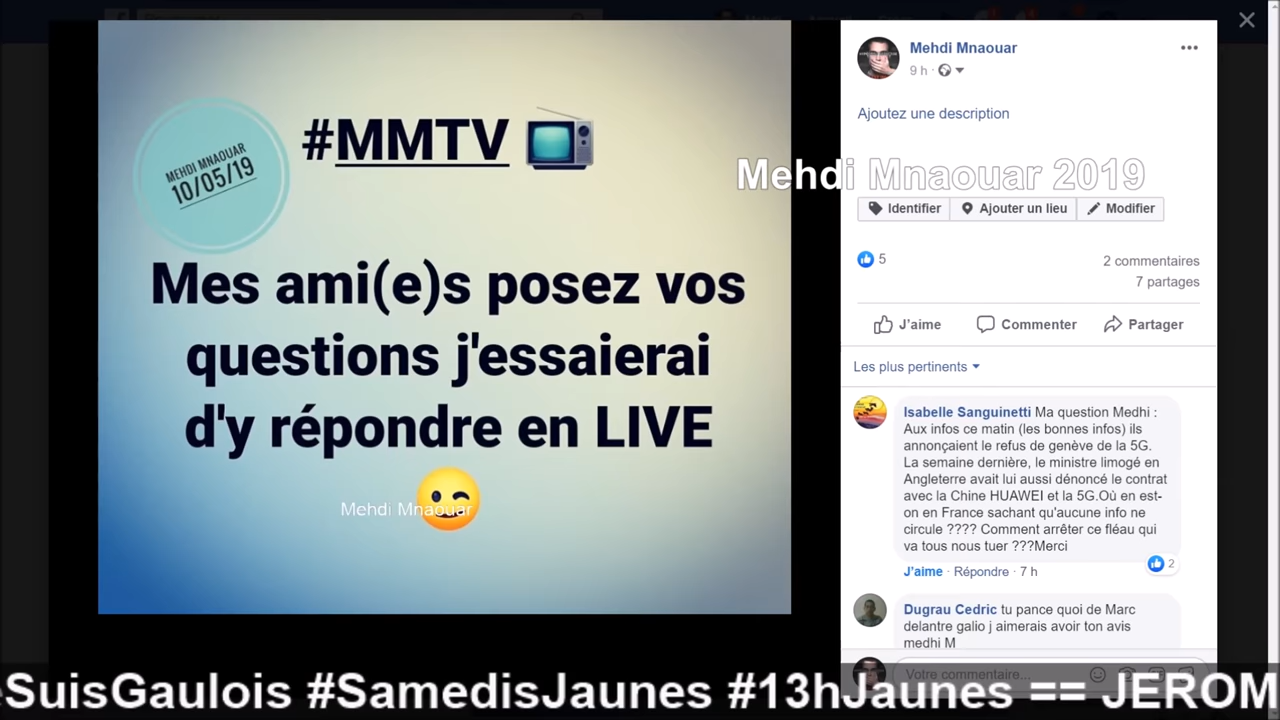 MEHDI MNAOUAR
10/05/19
#MMTV
Mes ami(e)s posez vos
questions j'essaierai
d'y répondre en LIVE
Mehdi Mnaouar
Mehdi Mnaouar
9 h ·
Ajoutez une description
Mehdi Mnaouar 2019
Identifier
Ajouter un lieu
Modifier
5
2 commentaires
7 partages
J'aime
Commenter
Partager
Les plus pertinents
Isabelle Sanguinetti Ma question Medhi :
Aux infos ce matin (les bonnes infos) ils
annonçaient le refus de genève de la 5G.
La semaine dernière, le ministre limogé en
Angleterre avait lui aussi dénoncé le contrat
avec la Chine HUAWEI et la 5G.Où en est-
on en France sachant qu'aucune info ne
circule ???? Comment arrêter ce fléau qui
va tous nous tuer ???Merci
2
J'aime · Répondre · 7 h
Dugrau Cedric tu pance quoi de Marc
delantre galio j aimerais avoir ton avis
medhi M
Votre commentaire...
eSuisGaulois #SamedisJaunes #13hJaunes == JEROM